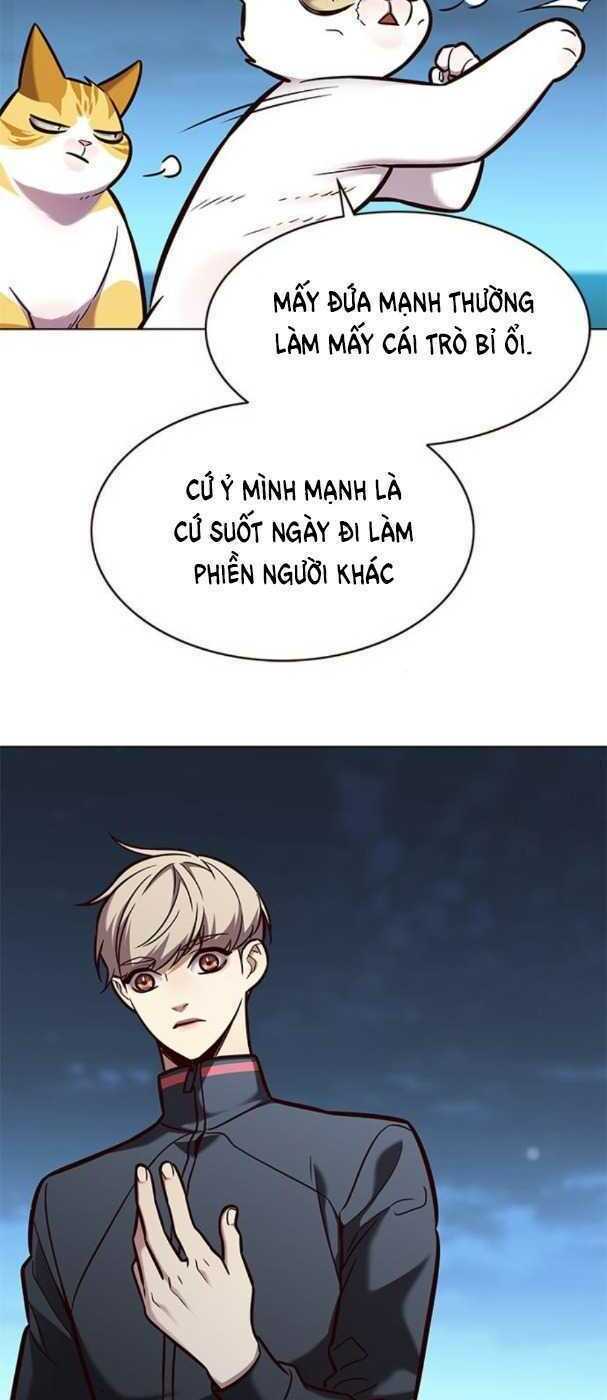 MẤY ĐỨA MẠNH THƯỜNG
LÀM MẤY CÁI TRÒ BỈ ỔI.
CỨ Ỷ MÌNH MẠNH LÀ
CỨ SUỐT NGÀY ĐI LÀM
PHIỀN NGƯỜI KHÁC